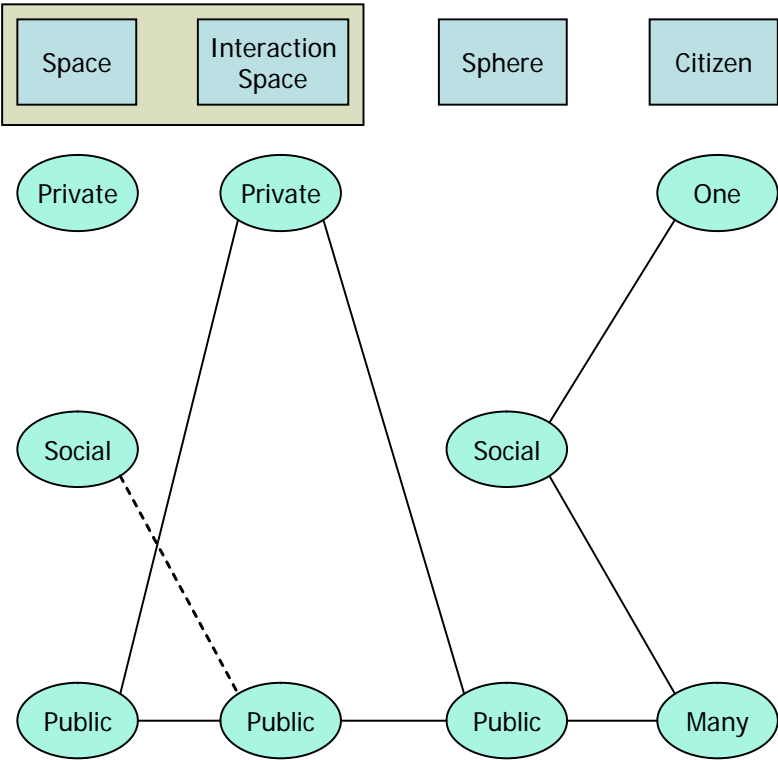 Space
Interaction
Space
Sphere
Citizen
Private
Private
One
Social
Social
Public
Public
Public
Many